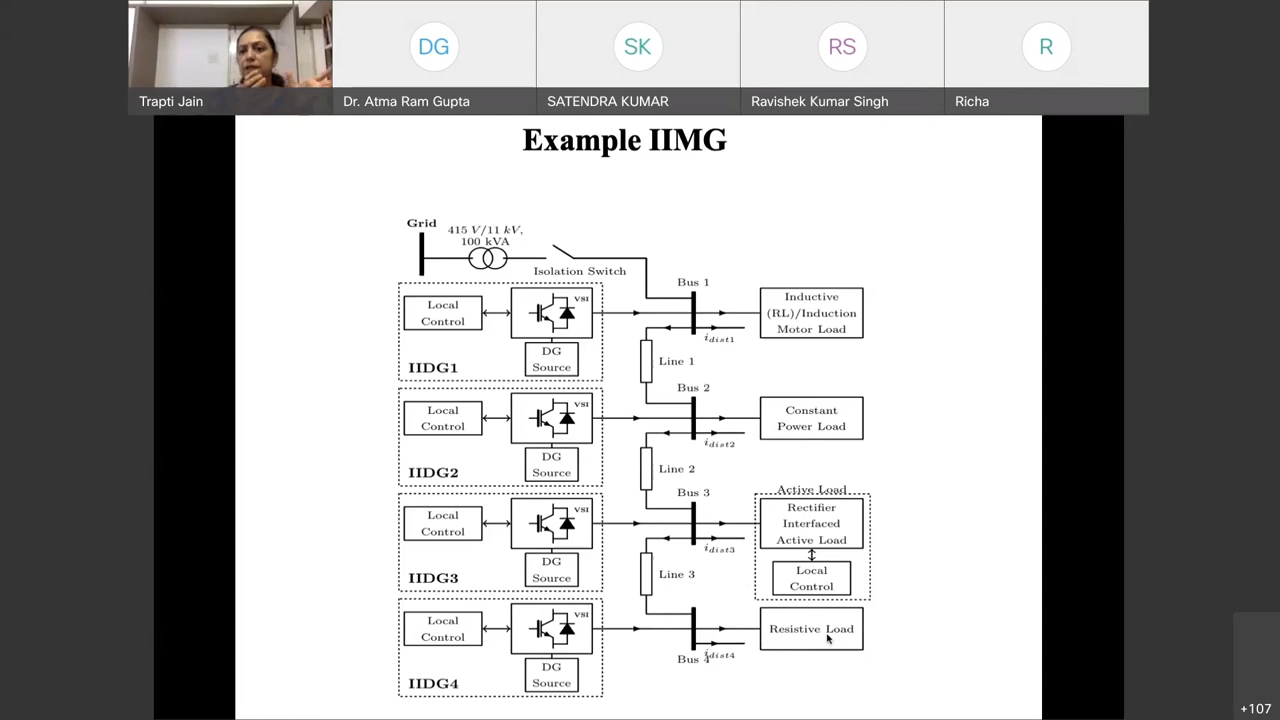 DG
SK
RS
R
Trapti Jain
Dr. Atma Ram Gupta
SATENDRA KUMAR
Ravishek Kumar Singh
Richa
Example IIMG
Grid
415 V/11 kV,
100 kVA
Isolation Switch
Bus 1
Local
Control
VSI
DG
Source
IIDG1
Inductive
(RL)/Induction
Motor Load
idist1
Line 1
Bus 2
Local
Control
VSI
DG
Source
IIDG2
Constant
Power Load
idist2
Line 2
Bus 3
Local
Control
VSI
DG
Source
IIDG3
Active Load
Rectifier
Interfaced
Active Load
Local
Control
idist3
Line 3
Local
Control
VSI
DG
Source
IIDG4
Resistive Load
Bus 4
idist4
+107